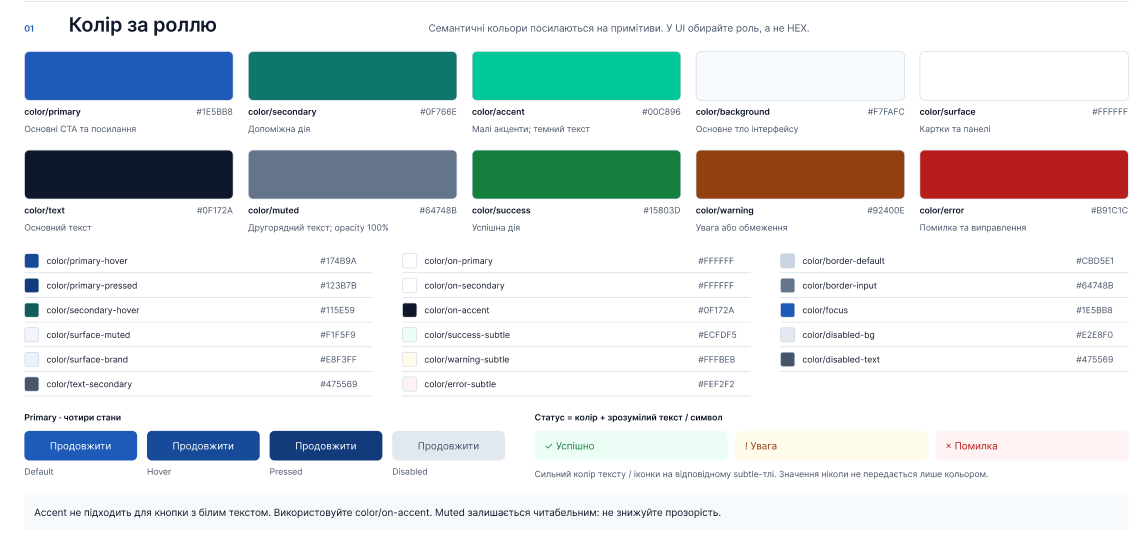 01 Колір за роллю Семантичні кольори посилаються на примітиви. У UI обирайте роль, а не HEX.
color/primary #1E5BB8 color/secondary #0F766E color/accent #00C896 color/background #F7FAFC color/surface #FFFFFF
Основні CTA та посилання Допоміжна дія Малі акценти; темний текст Основне тло інтерфейсу Картки та панелі
color/text #0F172A color/muted #64748B color/success #15803D color/warning #92400E color/error #B91C1C
Основний текст Другорядний текст; opacity 100% Успішна дія Увага або обмеження Помилка та виправлення
color/primary-hover #174B9A color/on-primary #FFFFFF color/border-default #CBD5E1
color/primary-pressed #123B7B color/on-secondary #FFFFFF color/border-input #64748B
color/secondary-hover #115E59 color/on-accent #0F172A color/focus #1E5BB8
color/surface-muted #F1F5F9 color/success-subtle #ECFDF5 color/disabled-bg #E2E8F0
color/surface-brand #E8F3FF color/warning-subtle #FFFBEB color/disabled-text #475569
color/text-secondary #475569 color/error-subtle #FEF2F2
Primary · чотири стани Статус = колір + зрозумілий текст / символ
Продовжити Продовжити Продовжити Продовжити ✓ Успішно ! Увага × Помилка
Default Hover Pressed Disabled Сильний колір тексту / іконки на відповідному subtle-тлі. Значення ніколи не передається лише кольором.
Accent не підходить для кнопки з білим текстом. Використовуйте color/on-accent. Muted залишається читабельним: не знижуйте прозорість.